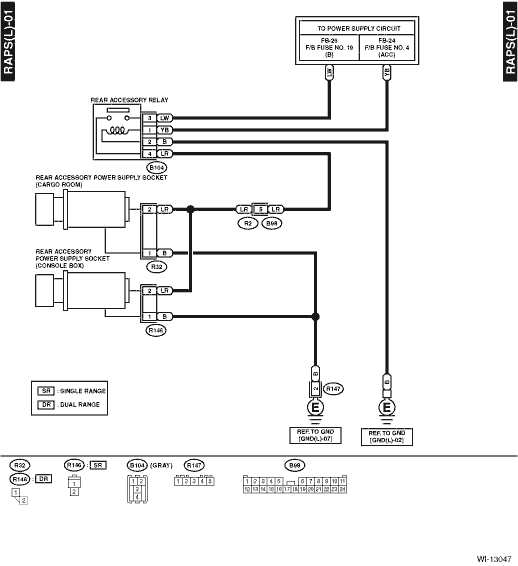 RAPS(L)-01
RAPS(L)-01
TO POWER SUPPLY CIRCUIT
FB-26
F/B FUSE NO. 19
(B)
FB-24
F/B FUSE NO. 4
(ACC)
LW
YB
REAR ACCESSORY RELAY
3 LW
1 YB
2 B
4 LR
B104
REAR ACCESSORY POWER SUPPLY SOCKET
(CARGO ROOM)
2 LR
LR 5 LR
R2 B98
1 B
R32
REAR ACCESSORY
POWER SUPPLY SOCKET
(CONSOLE BOX)
2 LR
1 B
R146
B
2
R147
E
REF. TO GND
[GND(L)-07]
B
E
REF. TO GND
[GND(L)-02]
SR : SINGLE RANGE
DR : DUAL RANGE
R32
R146 : DR
1
2
R146 : SR
1
2
B104 (GRAY)
1 2
3
4
R147
1 2 3 4 5
B99
1 2 3 4 5 6 7 8 9 10 11
12 13 14 15 16 17 18 19 20 21 22 23 24
WI-13047